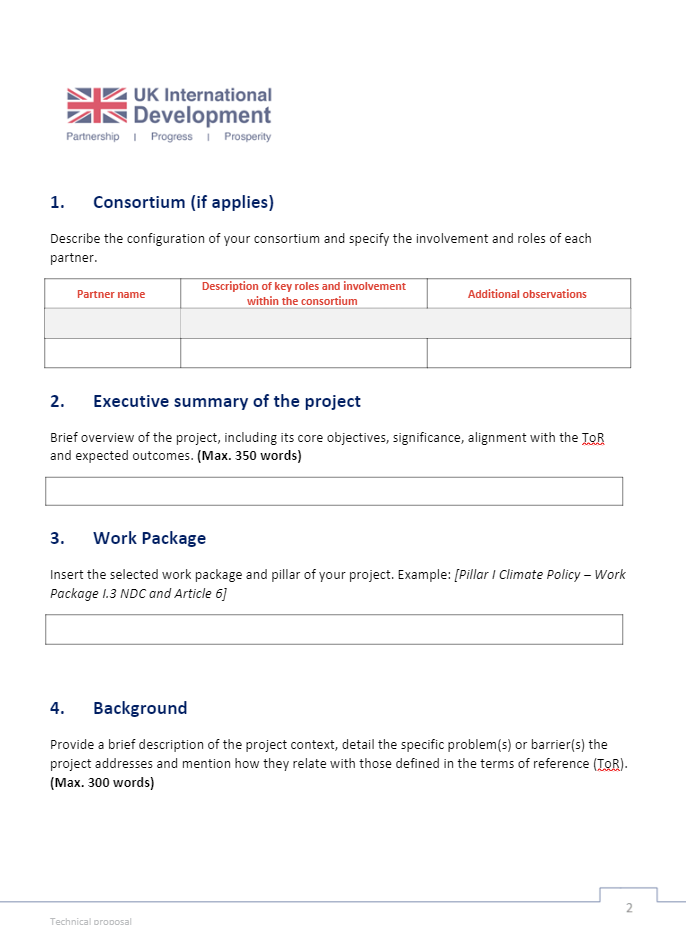 UK International
Development
Partnership | Progress | Prosperity
1. Consortium (if applies)
Describe the configuration of your consortium and specify the involvement and roles of each
partner.
Partner name
Description of key roles and involvement
within the consortium
Additional observations
2. Executive summary of the project
Brief overview of the project, including its core objectives, significance, alignment with the ToR
and expected outcomes. (Max. 350 words)
3. Work Package
Insert the selected work package and pillar of your project. Example: [Pillar I Climate Policy – Work
Package I.3 NDC and Article 6]
4. Background
Provide a brief description of the project context, detail the specific problem(s) or barrier(s) the
project addresses and mention how they relate with those defined in the terms of reference (ToR).
(Max. 300 words)
2
Technical proposal